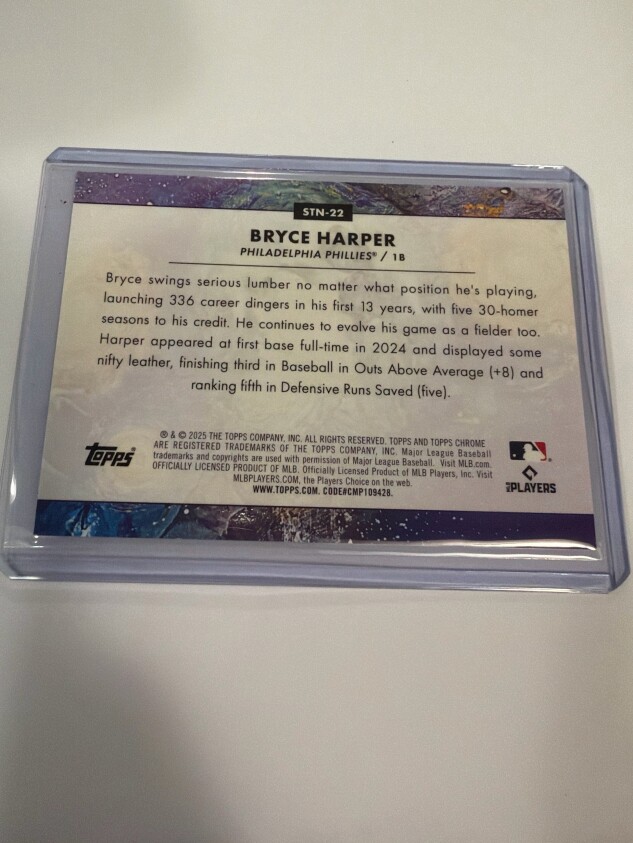 STN-22
BRYCE HARPER
PHILADELPHIA PHILLIES® / 1B
Bryce swings serious lumber no matter what position he's playing,
launching 336 career dingers in his first 13 years, with five 30-homer
seasons to his credit. He continues to evolve his game as a fielder too.
Harper appeared at first base full-time in 2024 and displayed some
nifty leather, finishing third in Baseball in Outs Above Average (+8) and
ranking fifth in Defensive Runs Saved (five).
® & © 2025 THE TOPPS COMPANY, INC. ALL RIGHTS RESERVED. TOPPS AND TOPPS CHROME
ARE REGISTERED TRADEMARKS OF THE TOPPS COMPANY, INC. Major League Baseball
trademarks and copyrights are used with permission of Major League Baseball. Visit MLB.com.
OFFICIALLY LICENSED PRODUCT OF MLB. Officially Licensed Product of MLB Players, Inc. Visit
MLBPLAYERS.COM, the Players Choice on the web.
WWW.TOPPS.COM. CODE#CMP109428.
Topps®
MLB PLAYERS